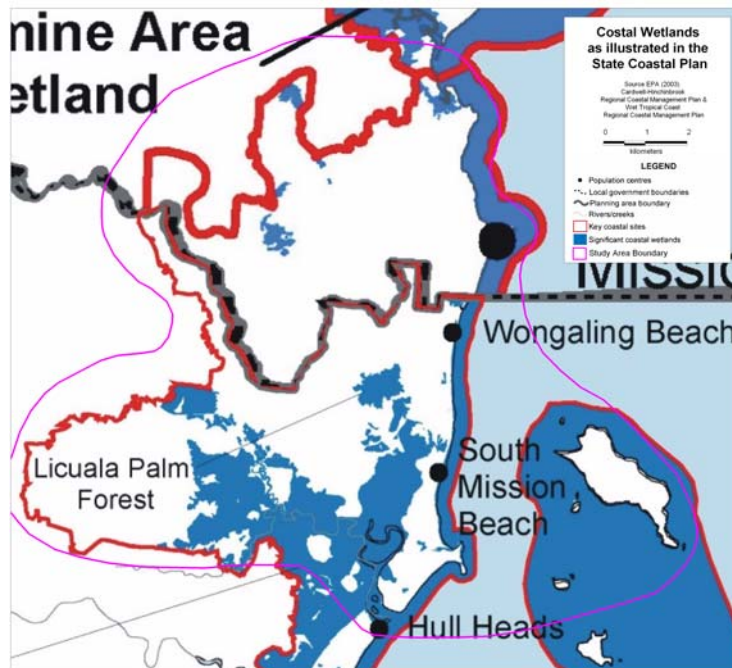 mine Area
etland
Costal Wetlands
as illustrated in the
State Coastal Plan
Source EPA (2003)
Cardwell-Hinchinbrook
Regional Coastal Management Plan &
Wet Tropical Coast
Regional Coastal Management Plan
0 1 2
kilometers
LEGEND
Population centres
Local government boundaries
Planning area boundary
Rivers/creeks
Key coastal sites
Significant coastal wetlands
Study Area Boundary
Missio
Wongaling Beach
Licuala Palm
Forest
South
Mission
Beach
Hull Heads